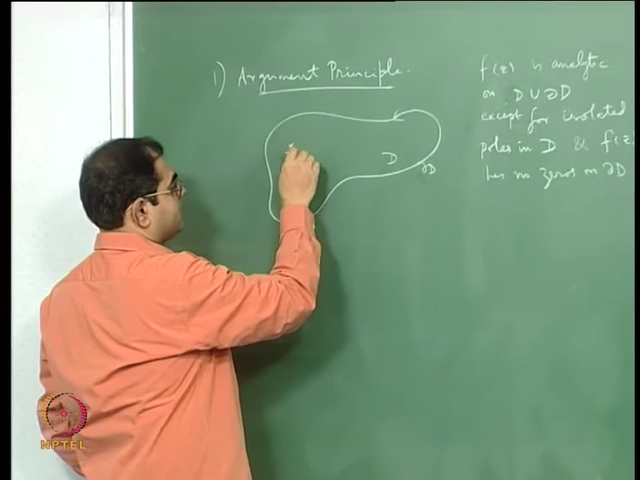 1) Argument Principle.
f(z) is analytic
on D ∪ ∂D
except for isolated
poles in D & f(z
has no zeros on ∂D
D
∂D
NPTEL